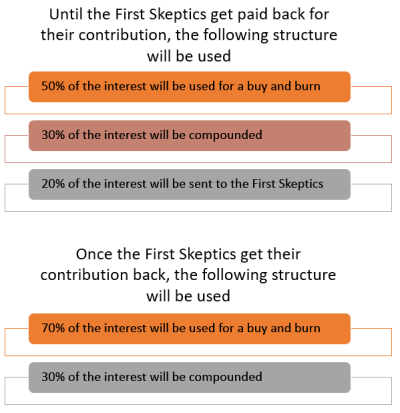 Until the First Skeptics get paid back for
their contribution, the following structure
will be used
50% of the interest will be used for a buy and burn
30% of the interest will be compounded
20% of the interest will be sent to the First Skeptics
Once the First Skeptics get their
contribution back, the following structure
will be used
70% of the interest will be used for a buy and burn
30% of the interest will be compounded